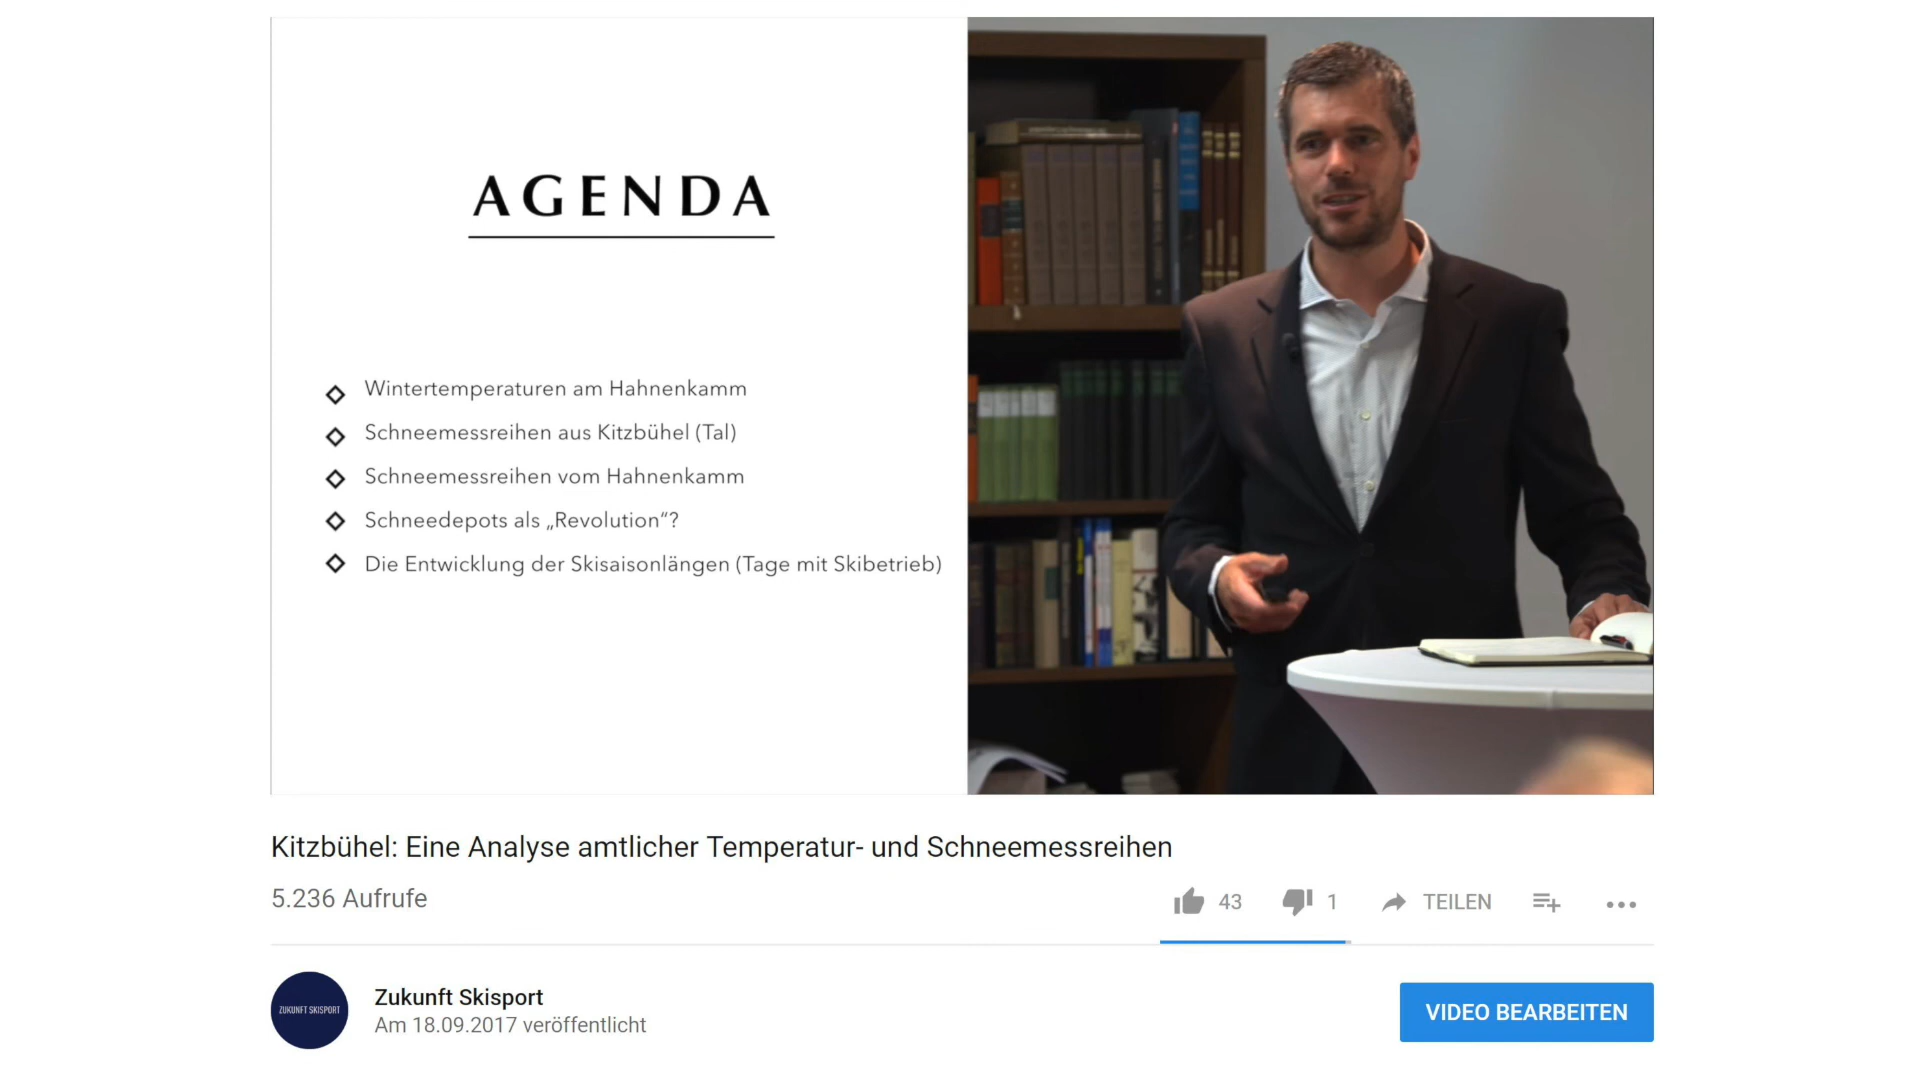 AGENDA
Wintertemperaturen am Hahnenkamm
Schneemessreihen aus Kitzbühel (Tal)
Schneemessreihen vom Hahnenkamm
Schneedepots als „Revolution“?
Die Entwicklung der Skisaisonlängen (Tage mit Skibetrieb)
Kitzbühel: Eine Analyse amtlicher Temperatur- und Schneemessreihen
5.236 Aufrufe
43
1
TEILEN
ZUKUNFT SKISPORT
Zukunft Skisport
Am 18.09.2017 veröffentlicht
VIDEO BEARBEITEN